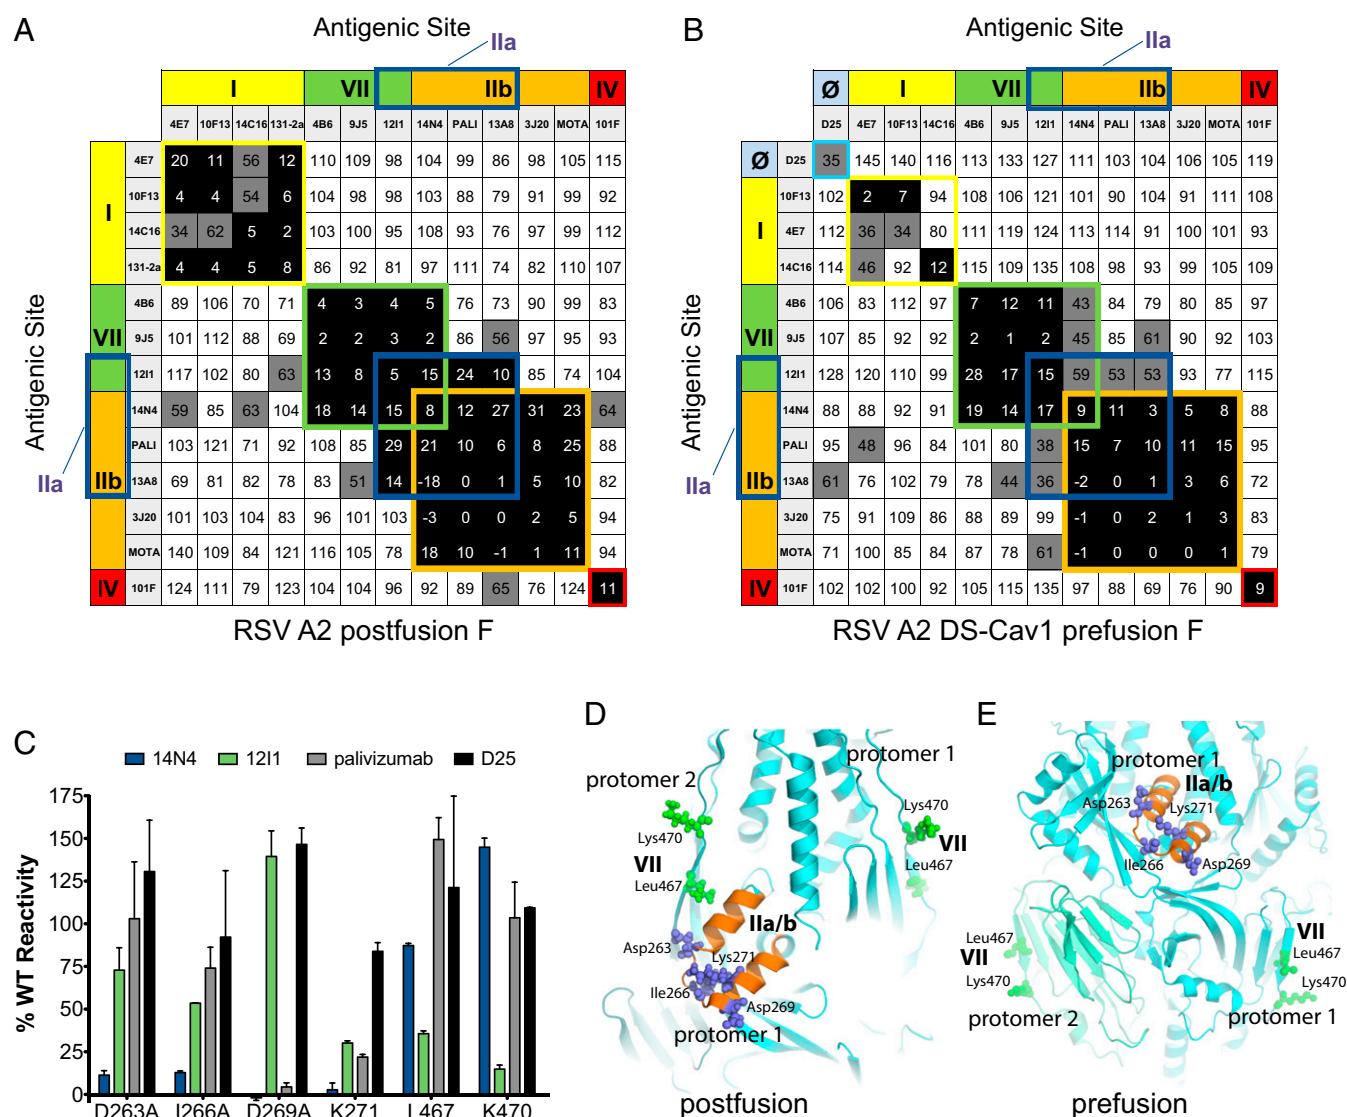 A
Antigenic Site
IIa
I VII IIb IV
4E7 10F13 14C16 131-2a 4B6 9J5 12I1 14N4 PALI 13A8 3J20 MOTA 101F
Antigenic Site
I
VII
IIb
IV
IIa
4E7 20 11 56 12 110 109 98 104 99 86 98 105 115
10F13 4 4 54 6 104 98 98 103 88 79 91 99 92
14C16 34 62 5 2 103 100 95 108 93 76 97 99 112
131-2a 4 4 5 8 86 92 81 97 111 74 82 110 107
4B6 89 106 70 71 4 3 4 5 76 73 90 99 83
9J5 101 112 88 69 2 2 3 2 86 56 97 95 93
12I1 117 102 80 63 13 8 5 15 24 10 85 74 104
14N4 59 85 63 104 18 14 15 8 12 27 31 23 64
PALI 103 121 71 92 108 85 29 21 10 6 8 25 88
13A8 69 81 82 78 83 51 14 -18 0 1 5 10 82
3J20 101 103 104 83 96 101 103 -3 0 0 2 5 94
MOTA 140 109 84 121 116 105 78 18 10 -1 1 11 94
101F 124 111 79 123 104 104 96 92 89 65 76 124 11
RSV A2 postfusion F
B
Antigenic Site
IIa
Ø I VII IIb IV
D25 4E7 10F13 14C16 4B6 9J5 12I1 14N4 PALI 13A8 3J20 MOTA 101F
Antigenic Site
Ø
I
VII
IIb
IV
IIa
D25 35 145 140 116 113 133 127 111 103 104 106 105 119
10F13 102 2 7 94 108 106 121 101 90 104 91 111 108
4E7 112 36 34 80 111 119 124 113 114 91 100 101 93
14C16 114 46 92 12 115 109 135 108 98 93 99 105 109
4B6 106 83 112 97 7 12 11 43 84 79 80 85 97
9J5 107 85 92 92 2 1 2 45 85 61 90 92 103
12I1 128 120 110 99 28 17 15 59 53 53 93 77 115
14N4 88 88 92 91 19 14 17 9 11 3 5 8 88
PALI 95 48 96 84 101 80 38 15 7 10 11 15 95
13A8 61 76 102 79 78 44 36 -2 0 1 3 6 72
3J20 75 91 109 86 88 89 99 -1 0 2 1 3 83
MOTA 71 100 85 84 87 78 61 -1 0 0 0 1 79
101F 102 102 100 92 105 115 135 97 88 69 76 90 9
RSV A2 DS-Cav1 prefusion F
C
14N4 12I1 palivizumab D25
% WT Reactivity
175
150
125
100
75
50
25
0
D263A I266A D269A K271 L467 K470
D
protomer 1
protomer 2
Lys470
Lys470
VII
VII
Leu467
Leu467
IIa/b
Asp263
Lys271
Ile266
Asp269
protomer 1
postfusion
E
protomer 1
IIa/b
Asp263
Lys271
Ile266
Asp269
Leu467
VII
Lys470
VII
Leu467
Lys470
protomer 2
protomer 1
prefusion